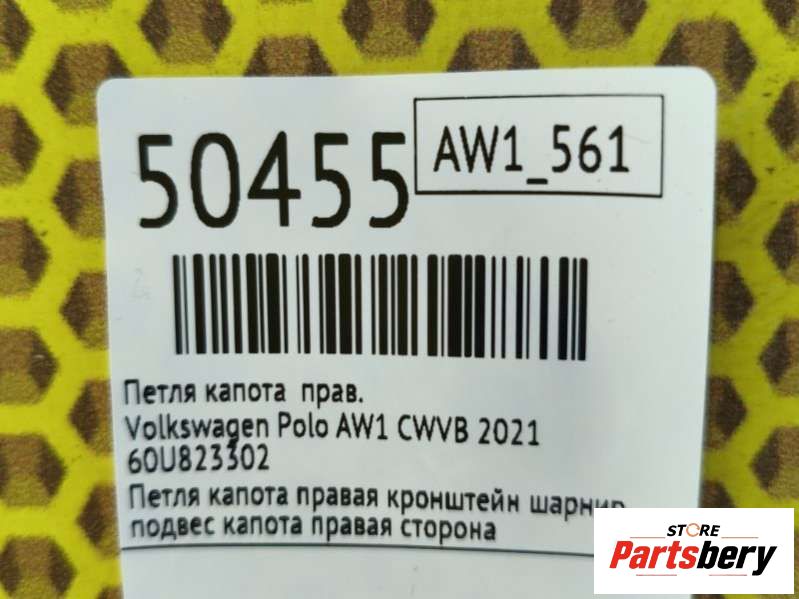 50455
AW1_561
Петля капота прав.
Volkswagen Polo AW1 CWVB 2021
60U823302
Петля капота правая кронштейн шарнир
подвес капота правая сторона
STORE
Partsbery